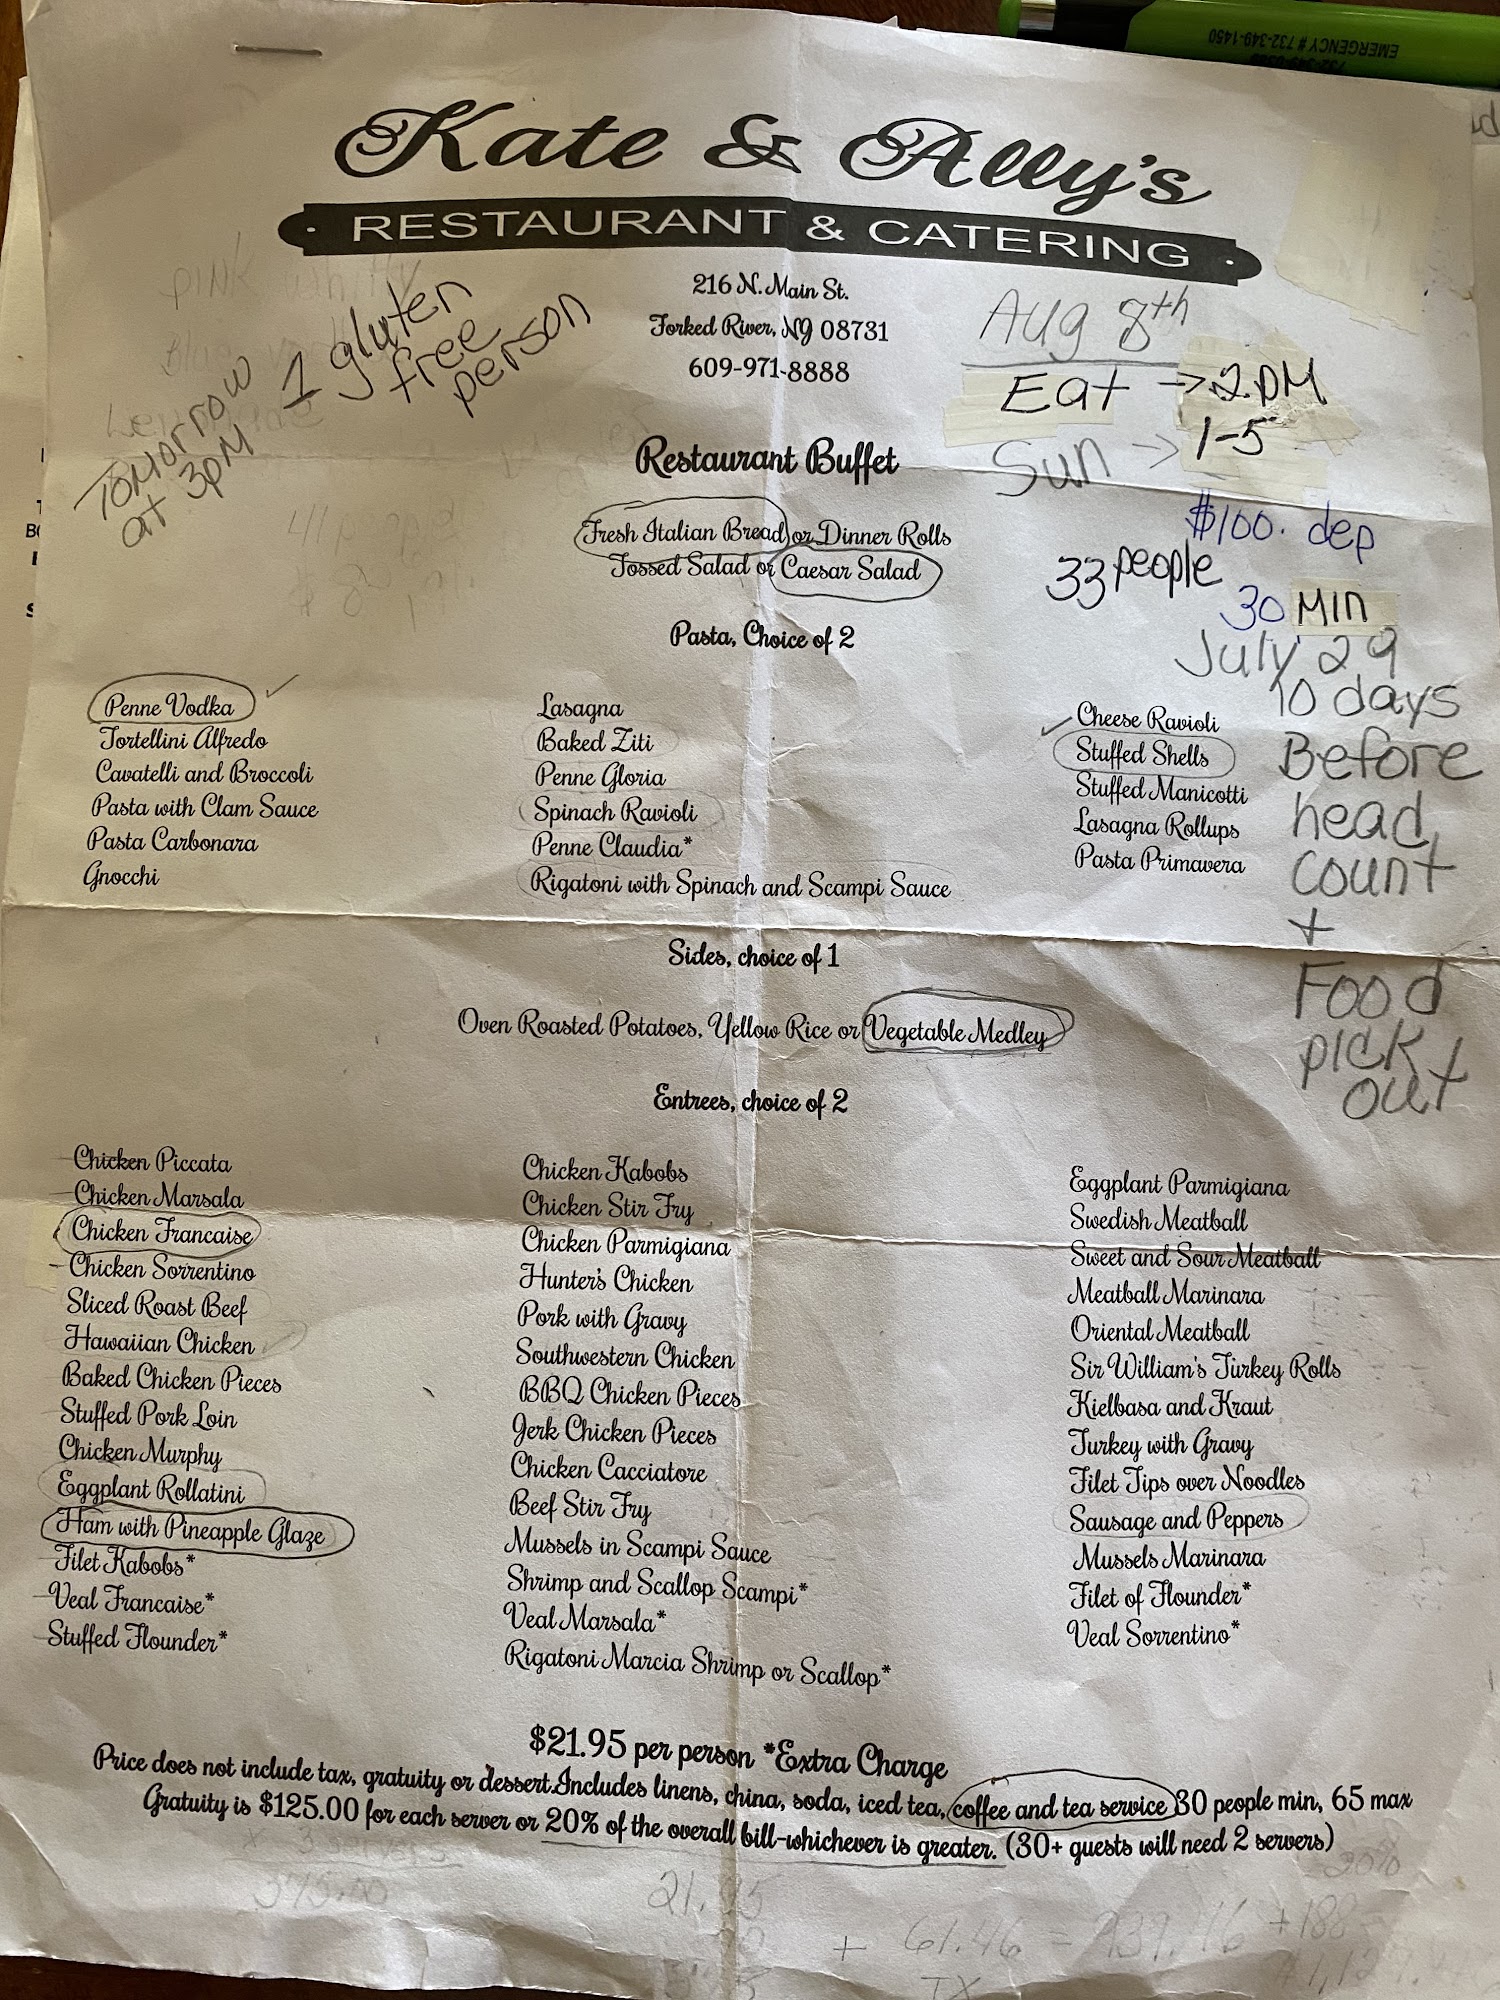 EMERGENCY # 732-349-1450
Kate & Ally's
RESTAURANT & CATERING
216 N. Main St.
Forked River, NJ 08731
609-971-8888
PINK
1 gluten
free
person
Tomorrow
at 3pm
Aug 8th
Eat → 2 PM
Sun → 1-5
$100. dep
33 people
30 MIN
July 29
10 days
Before
head
count
+
Food
pick
out
Restaurant Buffet
Fresh Italian Bread or Dinner Rolls
Tossed Salad or Caesar Salad
Pasta, Choice of 2
Penne Vodka
Tortellini Alfredo
Cavatelli and Broccoli
Pasta with Clam Sauce
Pasta Carbonara
Gnocchi
Lasagna
Baked Ziti
Penne Gloria
Spinach Ravioli
Penne Claudia*
Rigatoni with Spinach and Scampi Sauce
Cheese Ravioli
Stuffed Shells
Stuffed Manicotti
Lasagna Rollups
Pasta Primavera
Sides, choice of 1
Oven Roasted Potatoes, Yellow Rice or Vegetable Medley
Entrees, choice of 2
Chicken Piccata
Chicken Marsala
Chicken Francaise
Chicken Sorrentino
Sliced Roast Beef
Hawaiian Chicken
Baked Chicken Pieces
Stuffed Pork Loin
Chicken Murphy
Eggplant Rollatini
Ham with Pineapple Glaze
Filet Kabobs*
Veal Francaise*
Stuffed Flounder*
Chicken Kabobs
Chicken Stir Fry
Chicken Parmigiana
Hunter's Chicken
Pork with Gravy
Southwestern Chicken
BBQ Chicken Pieces
Jerk Chicken Pieces
Chicken Cacciatore
Beef Stir Fry
Mussels in Scampi Sauce
Shrimp and Scallop Scampi*
Veal Marsala*
Rigatoni Marcia Shrimp or Scallop*
Eggplant Parmigiana
Swedish Meatball
Sweet and Sour Meatball
Meatball Marinara
Oriental Meatball
Sir William's Turkey Rolls
Kielbasa and Kraut
Turkey with Gravy
Filet Tips over Noodles
Sausage and Peppers
Mussels Marinara
Filet of Flounder*
Veal Sorrentino*
$21.95 per person *Extra Charge
Price does not include tax, gratuity or dessert.Includes linens, china, soda, iced tea, coffee and tea service 30 people min, 65 max
Gratuity is $125.00 for each server or 20% of the overall bill-whichever is greater. (30+ guests will need 2 servers)
375.00
21.95
20%
+ 61.46 = 939.46 + 188
TX